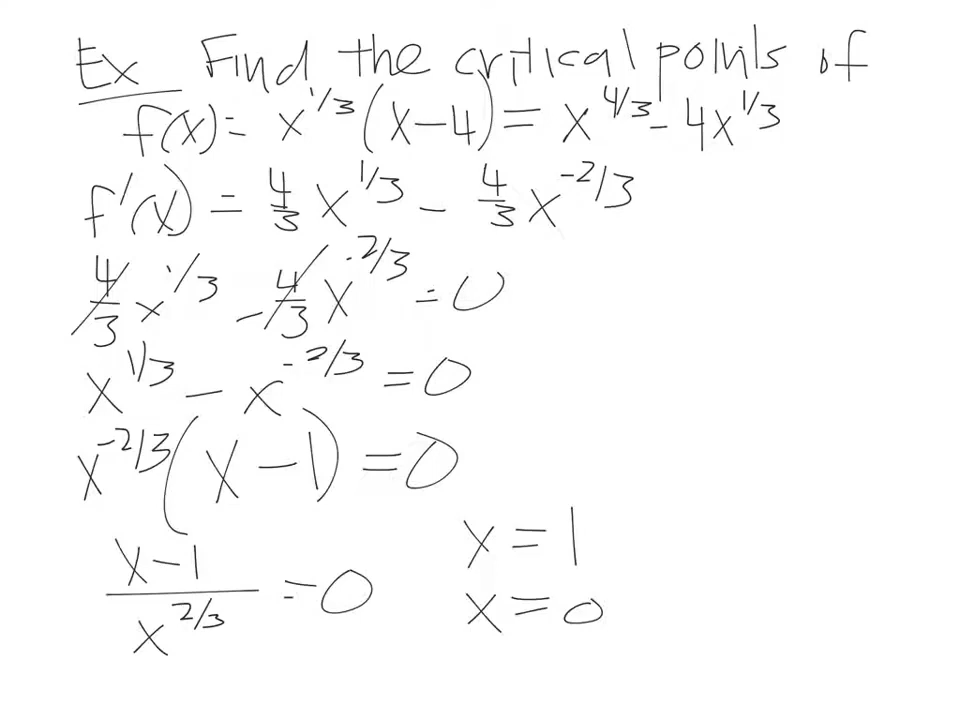 Ex Find the critical points of
f(x)= x^1/3(x-4)= x^4/3 - 4x^1/3
f'(x) = 4/3 x^1/3 - 4/3 x^-2/3
4/3 x^1/3 - 4/3 x^-2/3 = 0
x^1/3 - x^-2/3 = 0
x^-2/3(x-1) = 0
x-1/x^2/3 = 0
x = 1
x = 0